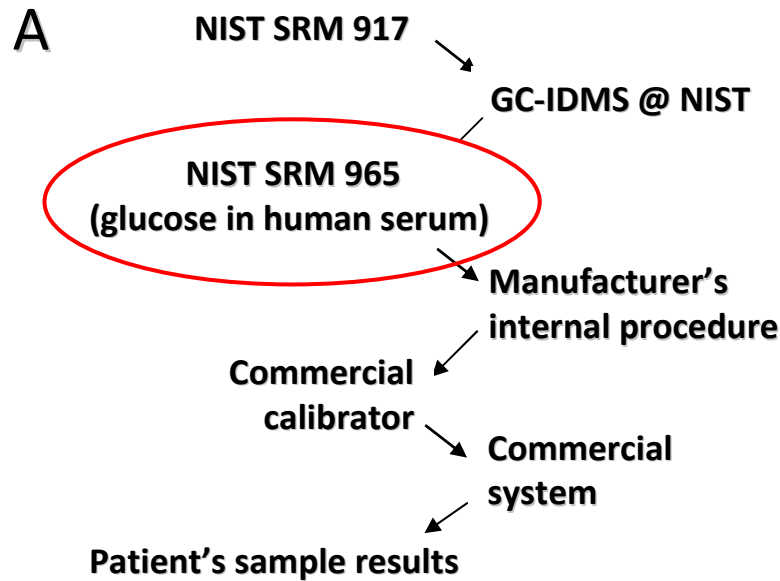 A
NIST SRM 917
GC-IDMS @ NIST
NIST SRM 965
(glucose in human serum)
Manufacturer’s
internal procedure
Commercial
calibrator
Commercial
system
Patient’s sample results